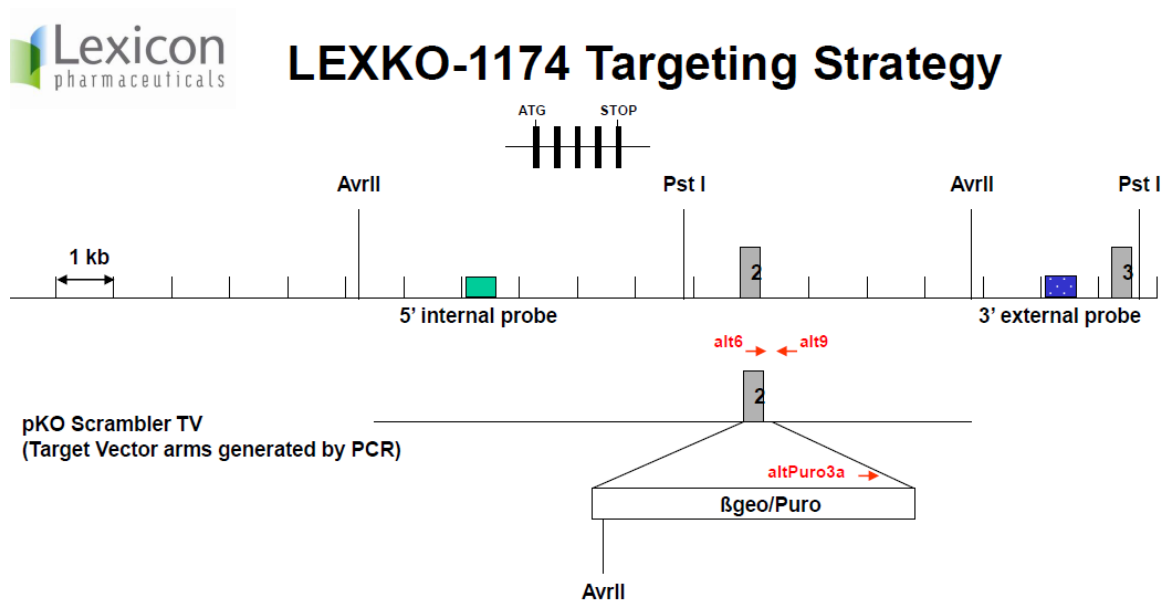 Lexicon
pharmaceuticals
LEXKO-1174 Targeting Strategy
ATG STOP
AvrII Pst I AvrII Pst I
1 kb
2 3
5’ internal probe 3’ external probe
alt6 alt9
2
pKO Scrambler TV
(Target Vector arms generated by PCR)
altPuro3a
ßgeo/Puro
AvrII